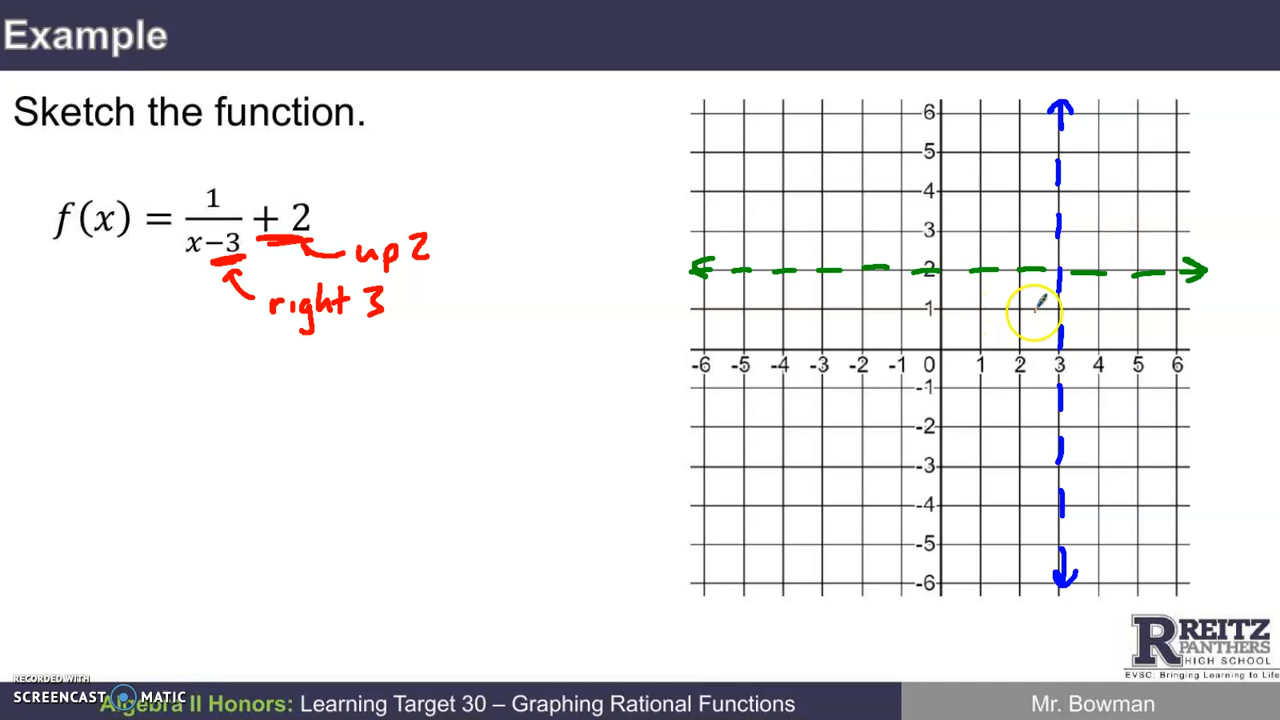 Example
Sketch the function.
f(x) = 1/(x−3) + 2
up 2
right 3
6
5
4
3
2
1
-6 -5 -4 -3 -2 -1 0 1 2 3 4 5 6
-1
-2
-3
-4
-5
-6
R REITZ
PANTHERS
HIGH SCHOOL
EVSC: Bringing Learning to Life
RECORDED WITH
SCREENCAST MATIC
Algebra II Honors: Learning Target 30 – Graphing Rational Functions
Mr. Bowman